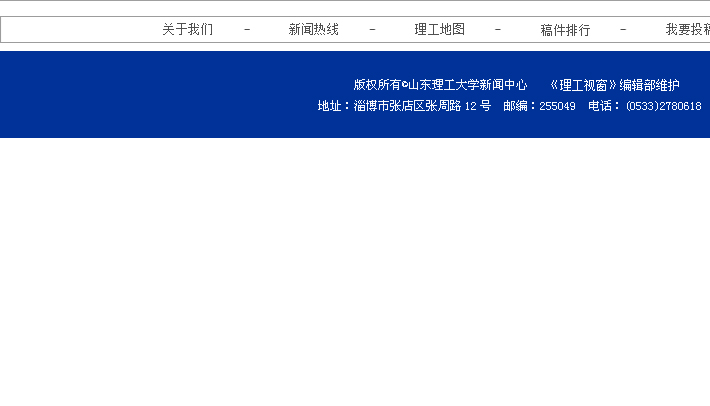 关于我们 - 新闻热线 - 理工地图 - 稿件排行 - 我要投稿
版权所有©山东理工大学新闻中心 《理工视窗》编辑部维护
地址：淄博市张店区张周路 12 号 邮编：255049 电话： (0533)2780618